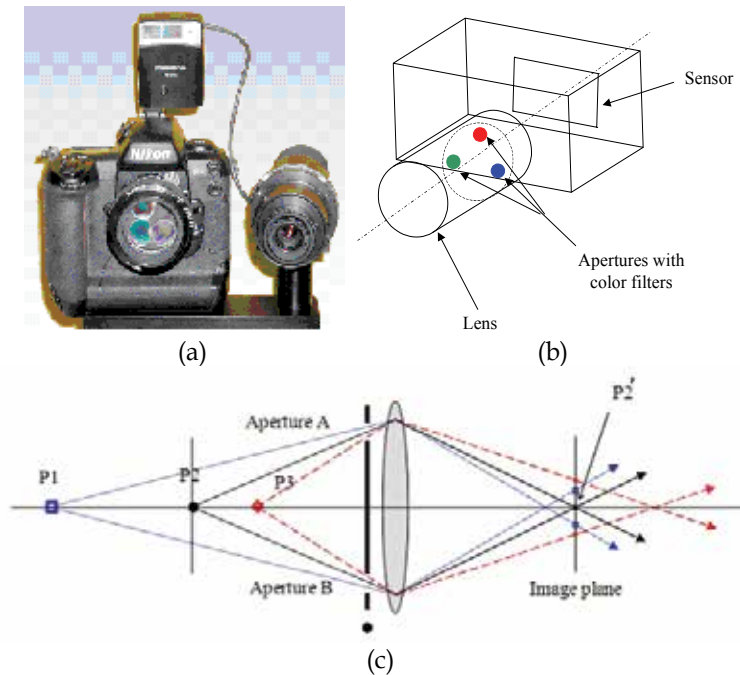 Nikon
(a)
Sensor
Apertures with
color filters
Lens
(b)
P2′
Aperture A
P1
P2
P3
Aperture B
Image plane
(c)